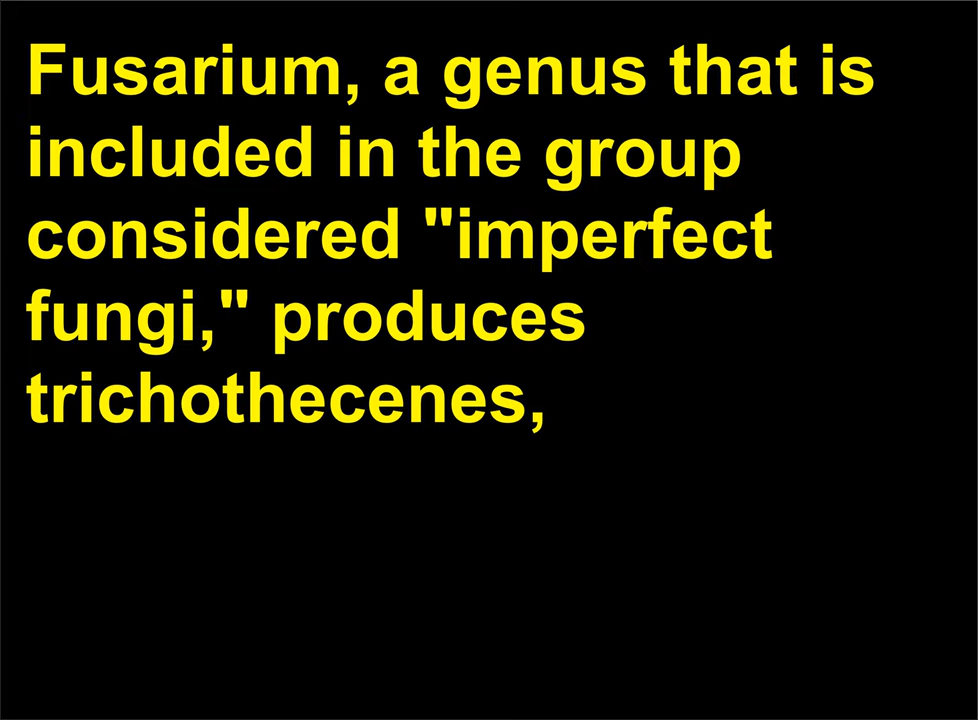 Fusarium, a genus that is
included in the group
considered "imperfect
fungi," produces
trichothecenes,